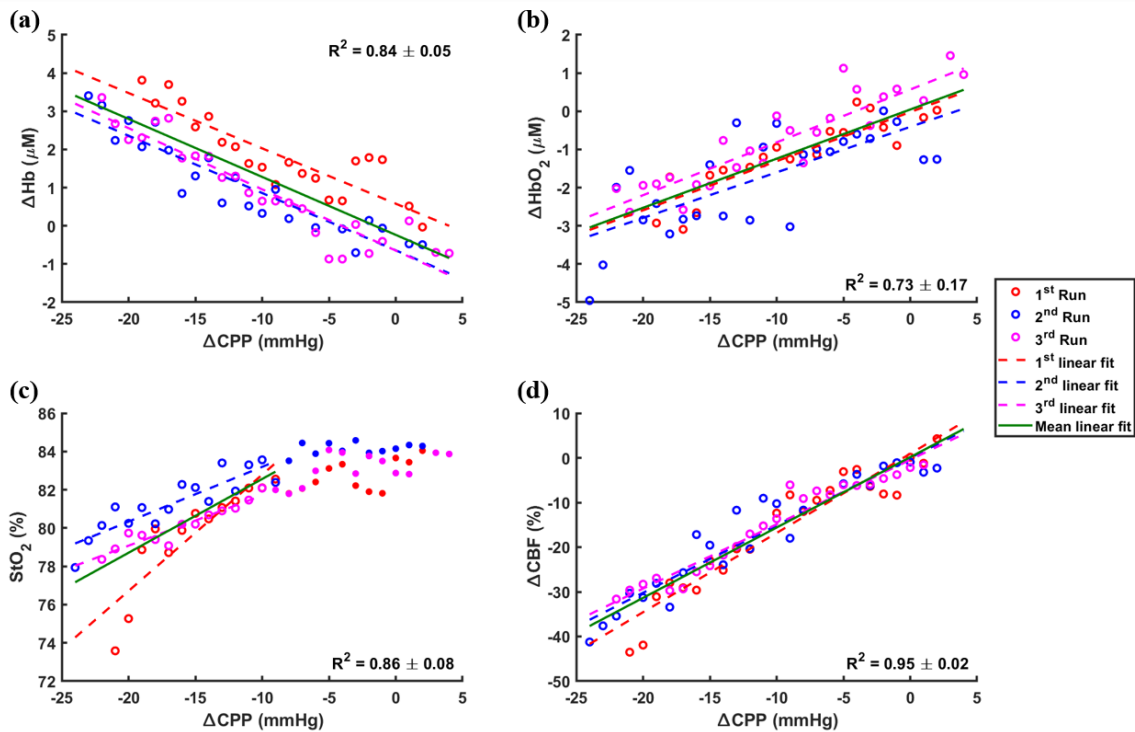 (a)
R² = 0.84 ± 0.05
ΔHb (μM)
5
4
3
2
1
0
-1
-2
-25 -20 -15 -10 -5 0 5
ΔCPP (mmHg)
(b)
ΔHbO₂ (μM)
2
1
0
-1
-2
-3
-4
-5
R² = 0.73 ± 0.17
-25 -20 -15 -10 -5 0 5
ΔCPP (mmHg)
1st Run
2nd Run
3rd Run
1st linear fit
2nd linear fit
3rd linear fit
Mean linear fit
(c)
StO₂ (%)
86
84
82
80
78
76
74
72
R² = 0.86 ± 0.08
-25 -20 -15 -10 -5 0 5
ΔCPP (mmHg)
(d)
ΔCBF (%)
10
0
-10
-20
-30
-40
-50
R² = 0.95 ± 0.02
-25 -20 -15 -10 -5 0 5
ΔCPP (mmHg)